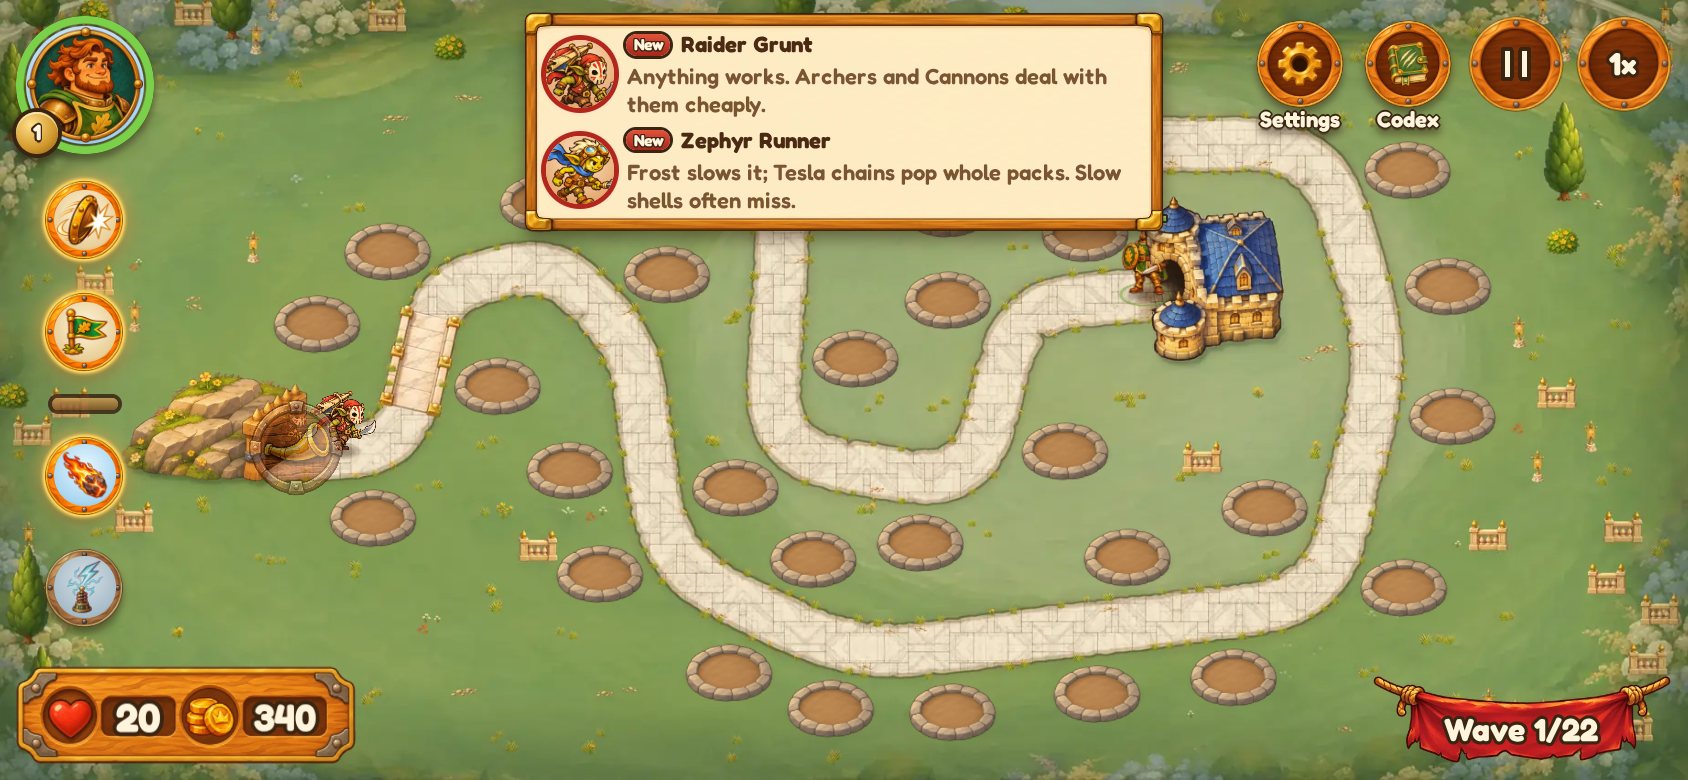 New Raider Grunt
Anything works. Archers and Cannons deal with
them cheaply.
New Zephyr Runner
Frost slows it; Tesla chains pop whole packs. Slow
shells often miss.
1x
Settings
Codex
1
20
340
Wave 1/22